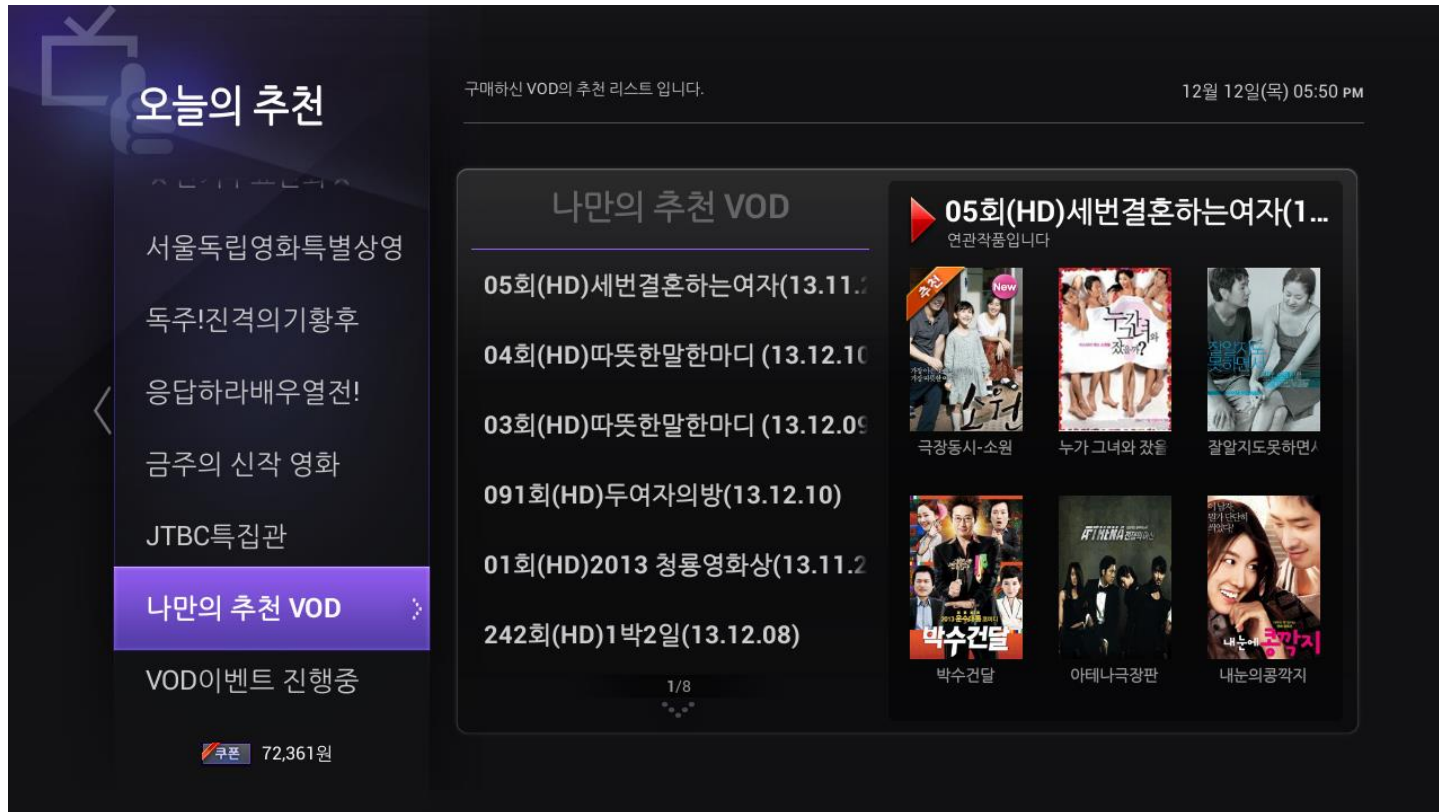 오늘의 추천
구매하신 VOD의 추천 리스트 입니다.
12월 12일(목) 05:50 PM
서울독립영화특별상영
독주!진격의기황후
응답하라배우열전!
금주의 신작 영화
JTBC특집관
나만의 추천 VOD
VOD이벤트 진행중
쿠폰 72,361원
나만의 추천 VOD
05회(HD)세번결혼하는여자(13.11.2
04회(HD)따뜻한말한마디 (13.12.10
03회(HD)따뜻한말한마디 (13.12.09
091회(HD)두여자의방(13.12.10)
01회(HD)2013 청룡영화상(13.11.2
242회(HD)1박2일(13.12.08)
1/8
05회(HD)세번결혼하는여자(1...
연관작품입니다
추천
New
소원
극장동시-소원
누가
그녀와
잤을까?
누가 그녀와 잤을
잘알지도
못하면서
잘알지도못하면서
박수건달
박수건달
ATHENA
아테나극장판
내눈에 콩깍지
내눈의콩깍지